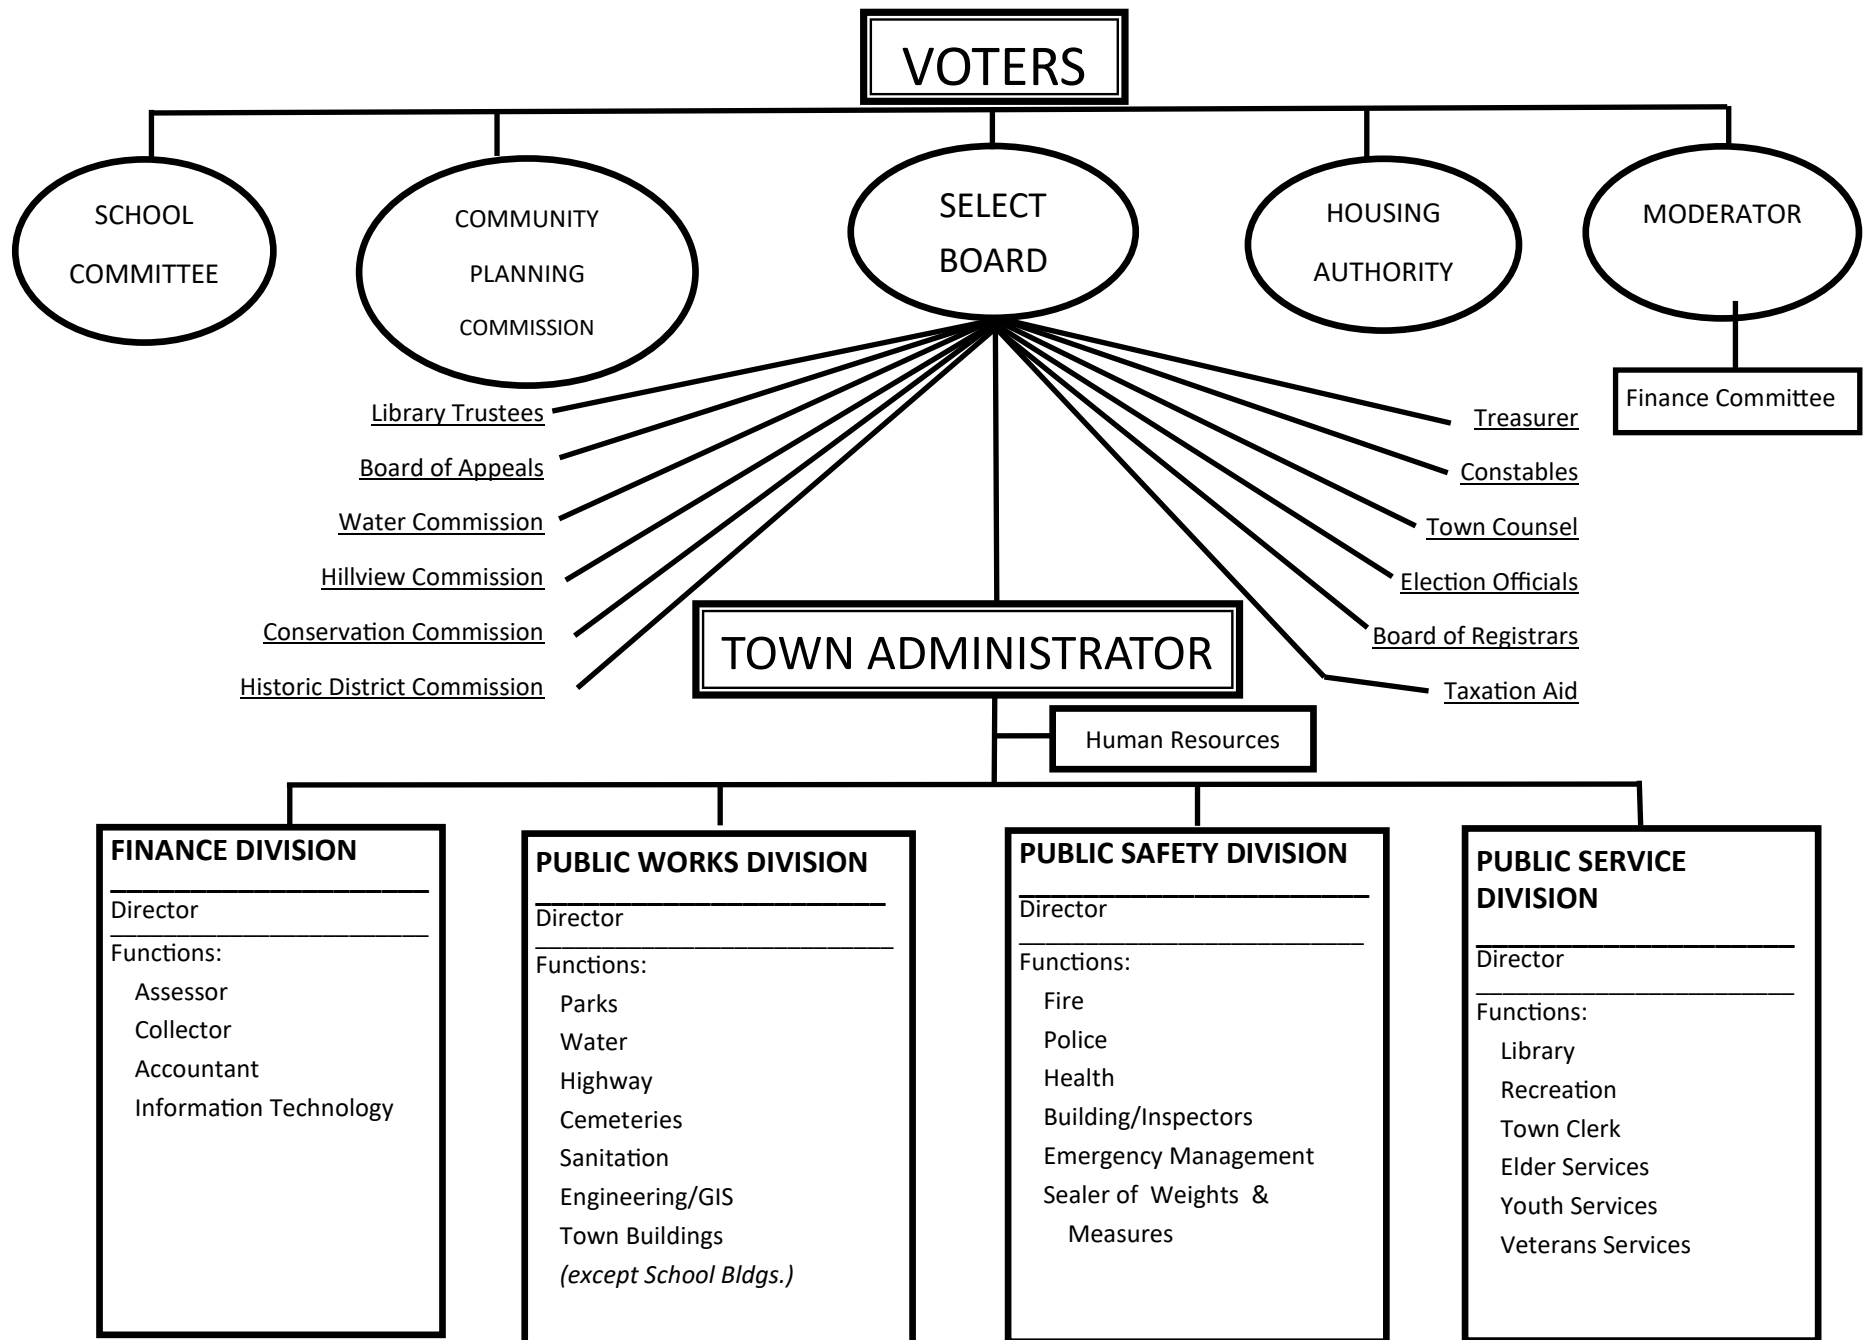 VOTERS
SCHOOL
COMMITTEE
COMMUNITY
PLANNING
COMMISSION
SELECT
BOARD
HOUSING
AUTHORITY
MODERATOR
Finance Committee
Library Trustees
Board of Appeals
Water Commission
Hillview Commission
Conservation Commission
Historic District Commission
Treasurer
Constables
Town Counsel
Election Officials
Board of Registrars
Taxation Aid
TOWN ADMINISTRATOR
Human Resources
FINANCE DIVISION
Director
Functions:
Assessor
Collector
Accountant
Information Technology
PUBLIC WORKS DIVISION
Director
Functions:
Parks
Water
Highway
Cemeteries
Sanitation
Engineering/GIS
Town Buildings
(except School Bldgs.)
PUBLIC SAFETY DIVISION
Director
Functions:
Fire
Police
Health
Building/Inspectors
Emergency Management
Sealer of Weights &
Measures
PUBLIC SERVICE
DIVISION
Director
Functions:
Library
Recreation
Town Clerk
Elder Services
Youth Services
Veterans Services